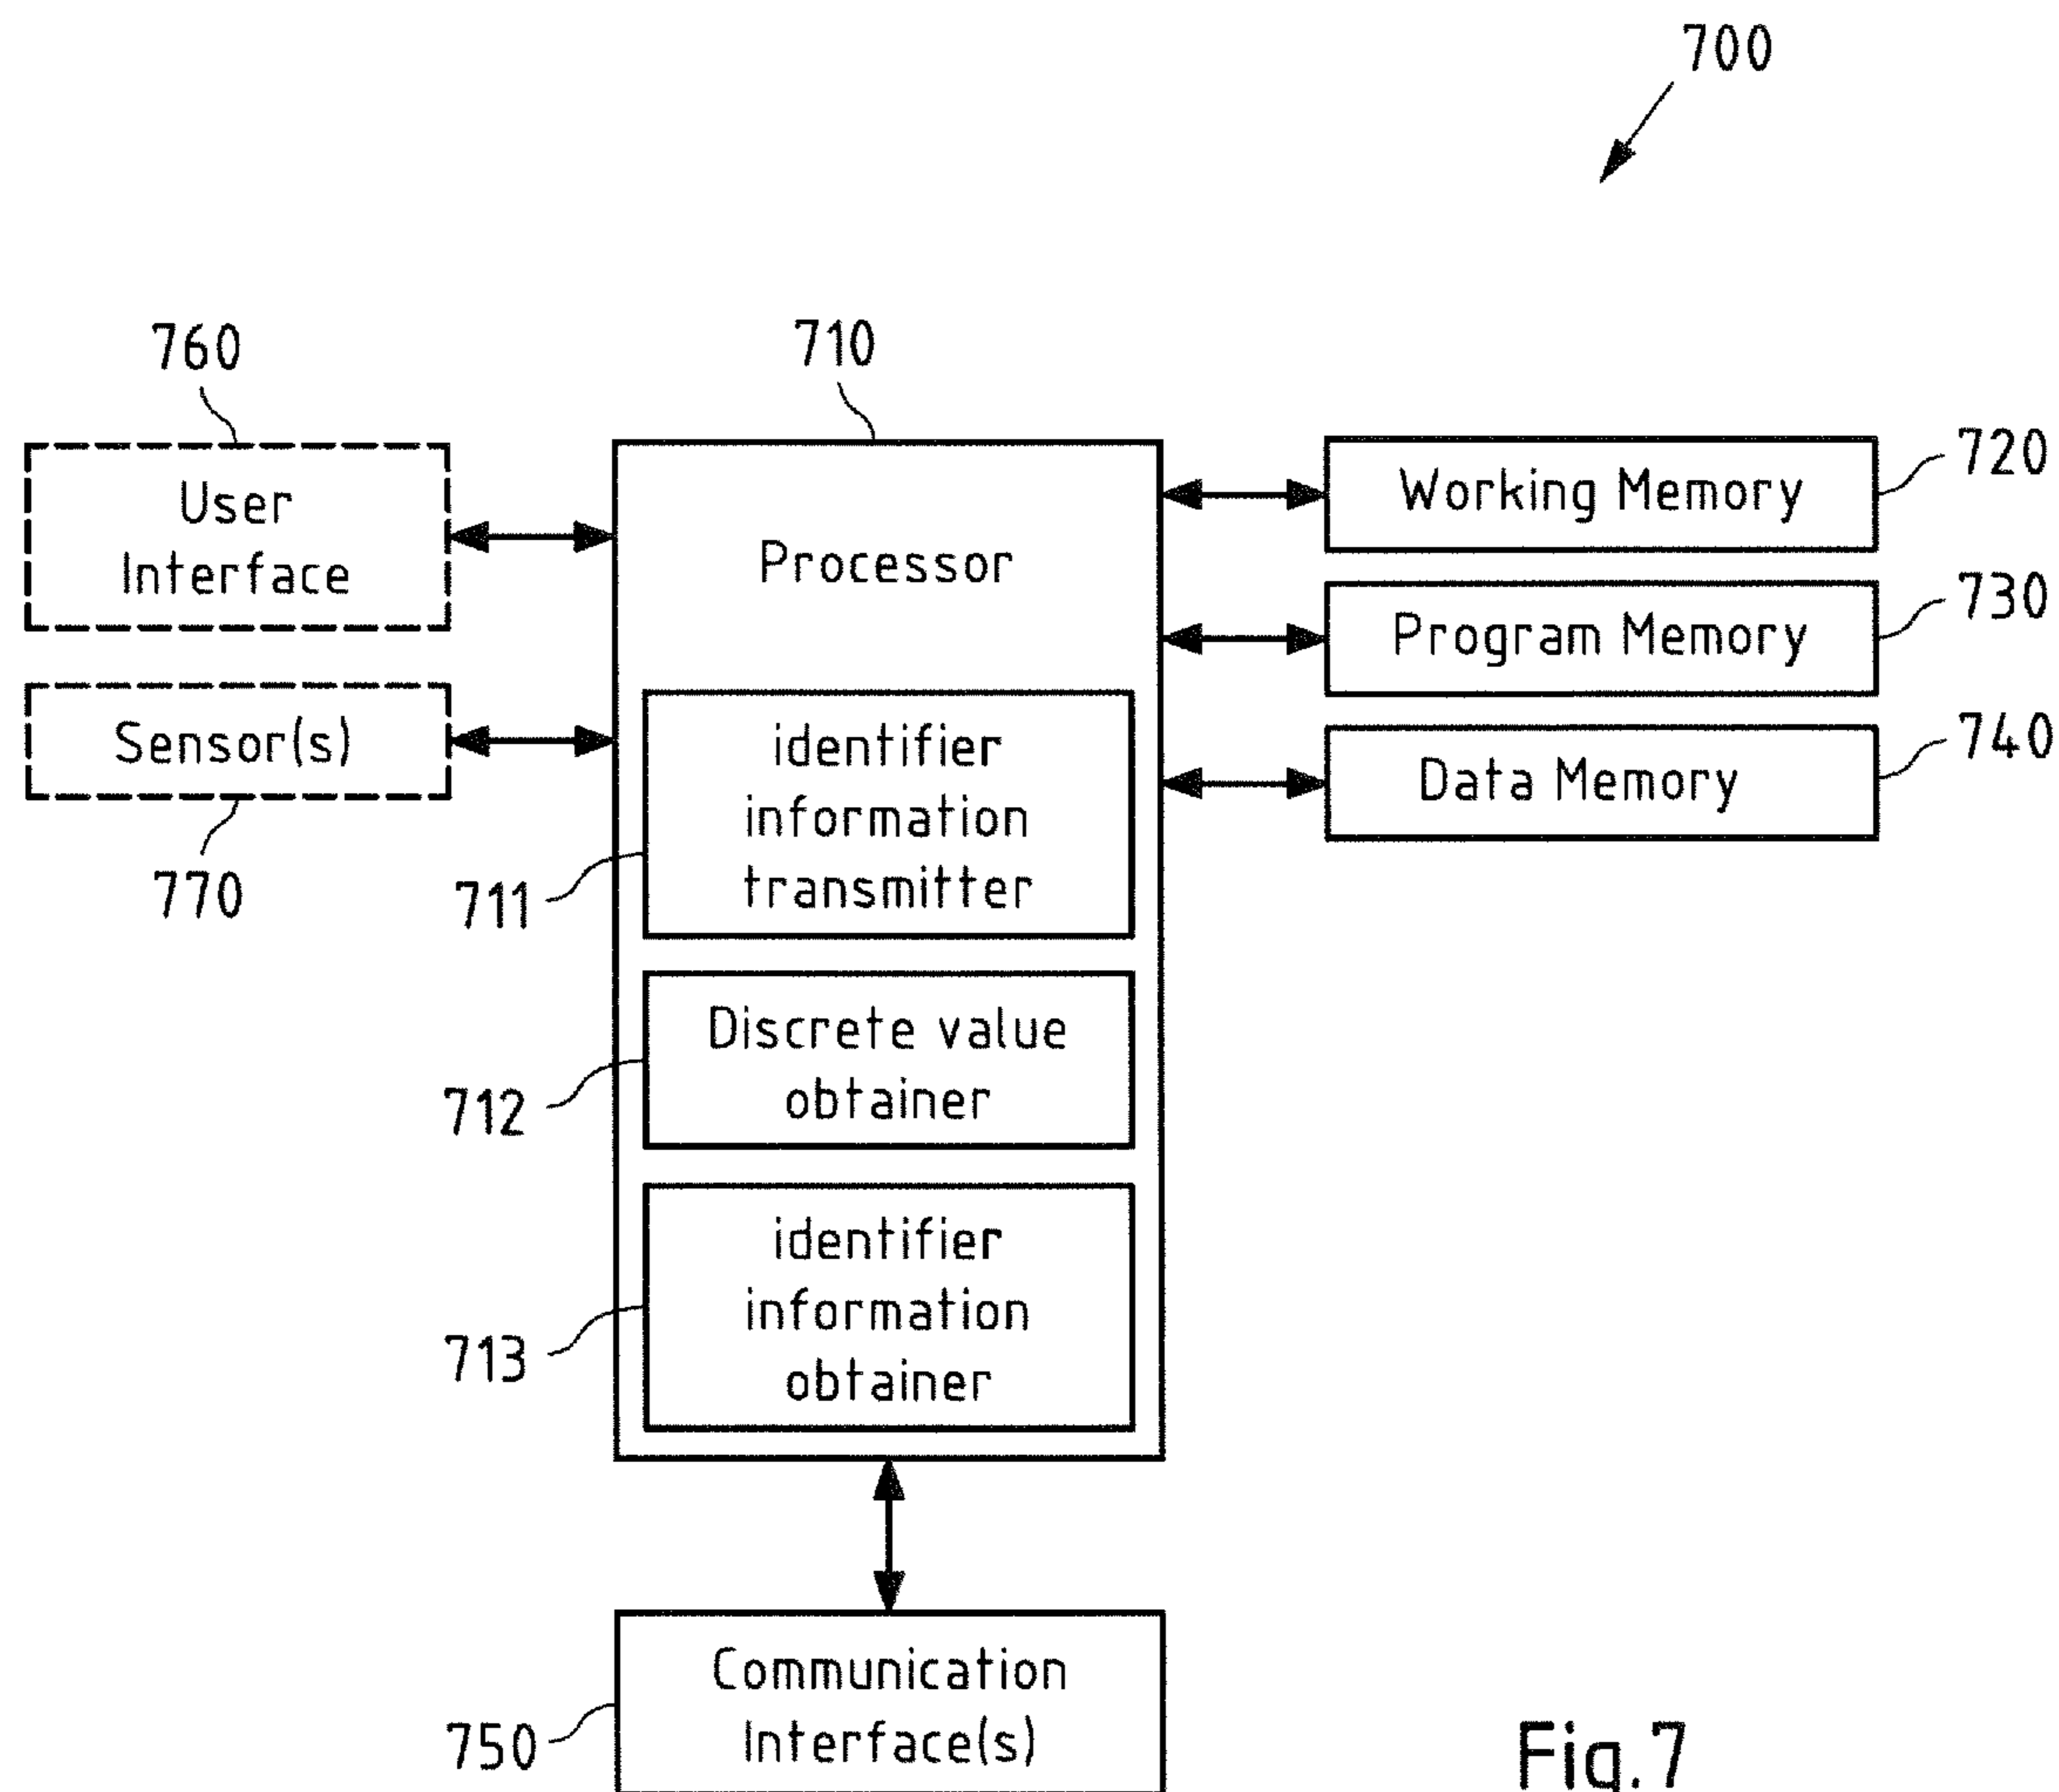 700
760
710
User
Interface
Processor
Working Memory
720
Program Memory
730
Sensor(s)
770
Data Memory
740
identifier
information
transmitter
711
Discrete value
obtainer
712
identifier
information
obtainer
713
Communication
Interface(s)
750
Fig.7